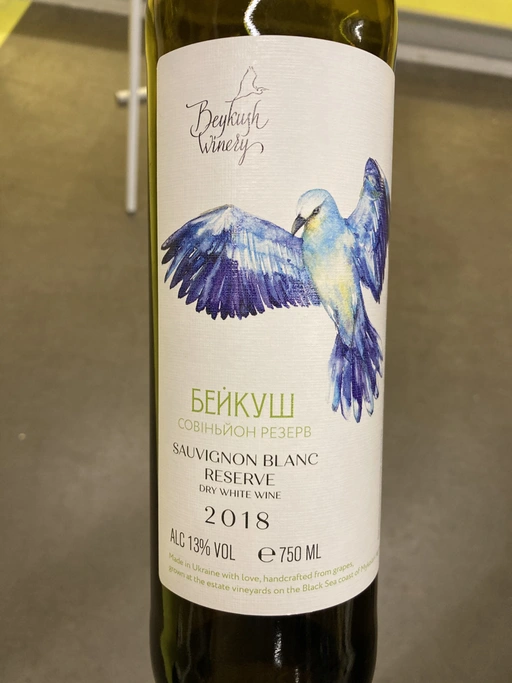 Beykush
Winery
БЕЙКУШ
СОВІНЬЙОН РЕЗЕРВ
SAUVIGNON BLANC
RESERVE
DRY WHITE WINE
2018
ALC 13% VOL ℮ 750 ML
Made in Ukraine with love, handcrafted from grapes,
grown at the estate vineyards on the Black Sea coast of